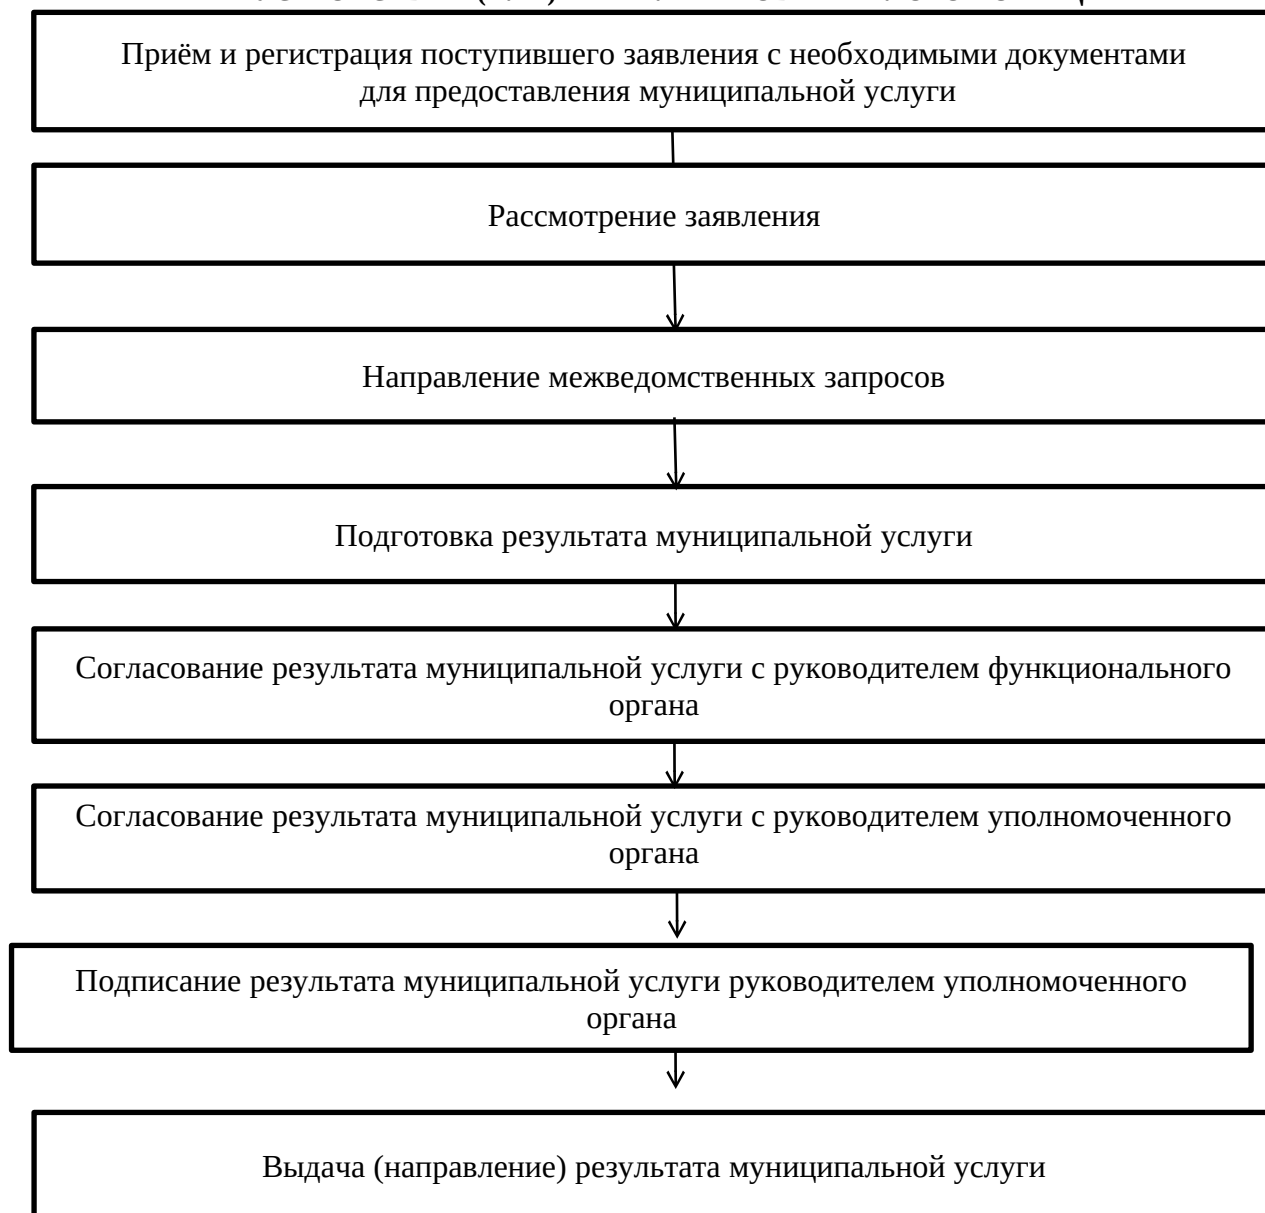 Приём и регистрация поступившего заявления с необходимыми документами
для предоставления муниципальной услуги
Рассмотрение заявления
Направление межведомственных запросов
Подготовка результата муниципальной услуги
Согласование результата муниципальной услуги с руководителем функционального
органа
Согласование результата муниципальной услуги с руководителем уполномоченного
органа
Подписание результата муниципальной услуги руководителем уполномоченного
органа
Выдача (направление) результата муниципальной услуги